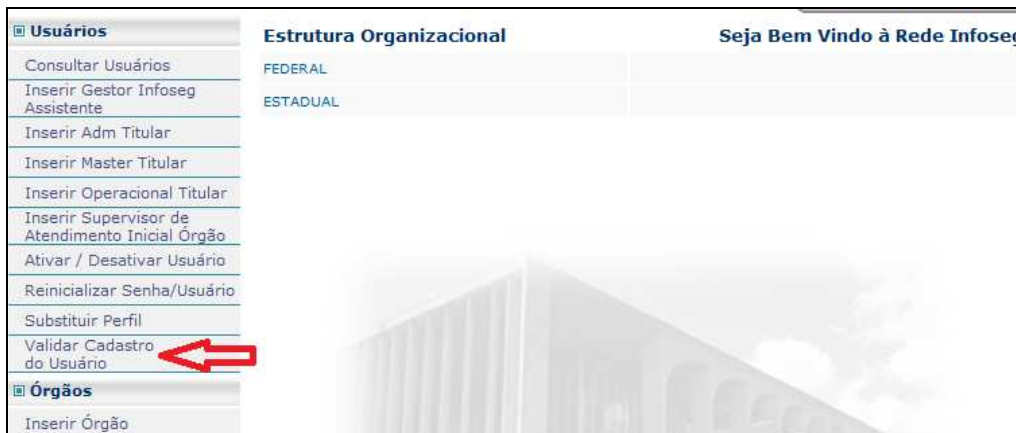 Usuários
Consultar Usuários
Inserir Gestor Infoseg
Assistente
Inserir Adm Titular
Inserir Master Titular
Inserir Operacional Titular
Inserir Supervisor de
Atendimento Inicial Órgão
Ativar / Desativar Usuário
Reinicializar Senha/Usuário
Substituir Perfil
Validar Cadastro
do Usuário
Órgãos
Inserir Órgão
Estrutura Organizacional
FEDERAL
ESTADUAL
Seja Bem Vindo à Rede Infoseg